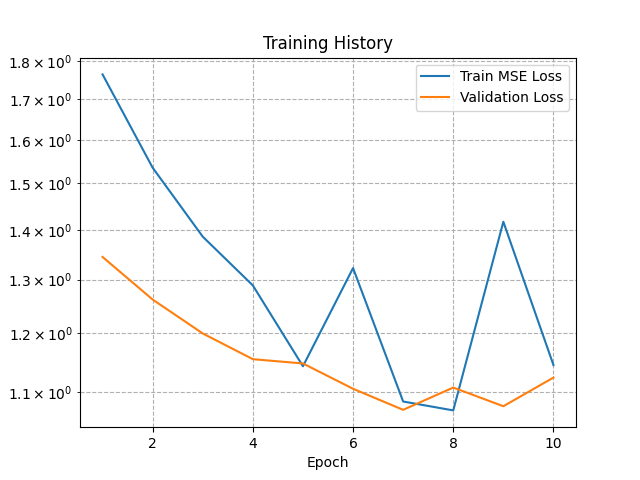 Training History
Train MSE Loss
Validation Loss
1.8 × 10⁰
1.7 × 10⁰
1.6 × 10⁰
1.5 × 10⁰
1.4 × 10⁰
1.3 × 10⁰
1.2 × 10⁰
1.1 × 10⁰
2 4 6 8 10
Epoch